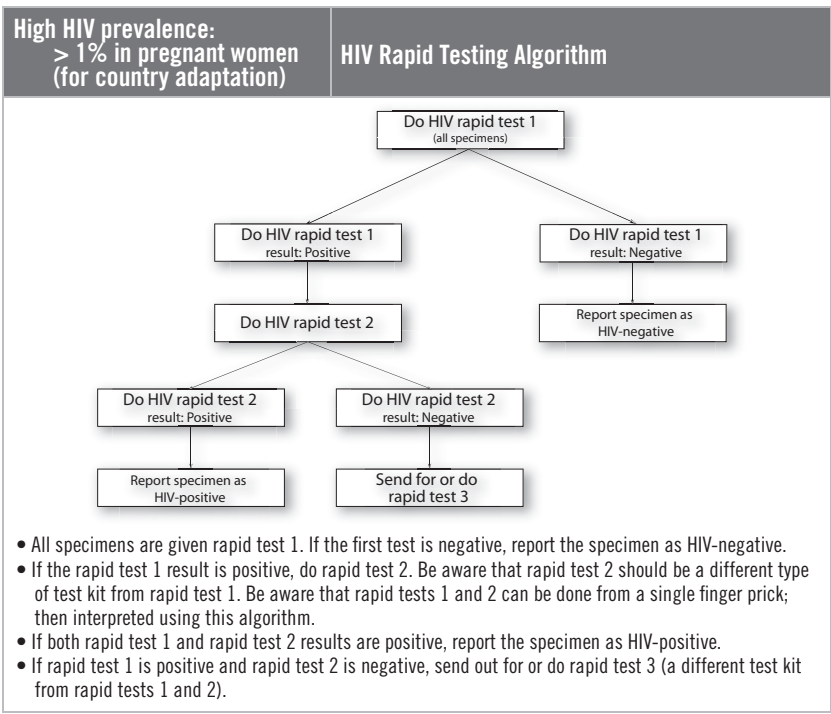 High HIV prevalence:
> 1% in pregnant women
(for country adaptation)
HIV Rapid Testing Algorithm
Do HIV rapid test 1
(all specimens)
Do HIV rapid test 1
result: Positive
Do HIV rapid test 1
result: Negative
Do HIV rapid test 2
Report specimen as
HIV-negative
Do HIV rapid test 2
result: Positive
Do HIV rapid test 2
result: Negative
Report specimen as
HIV-positive
Send for or do
rapid test 3
• All specimens are given rapid test 1. If the first test is negative, report the specimen as HIV-negative.
• If the rapid test 1 result is positive, do rapid test 2. Be aware that rapid test 2 should be a different type
of test kit from rapid test 1. Be aware that rapid tests 1 and 2 can be done from a single finger prick;
then interpreted using this algorithm.
• If both rapid test 1 and rapid test 2 results are positive, report the specimen as HIV-positive.
• If rapid test 1 is positive and rapid test 2 is negative, send out for or do rapid test 3 (a different test kit
from rapid tests 1 and 2).